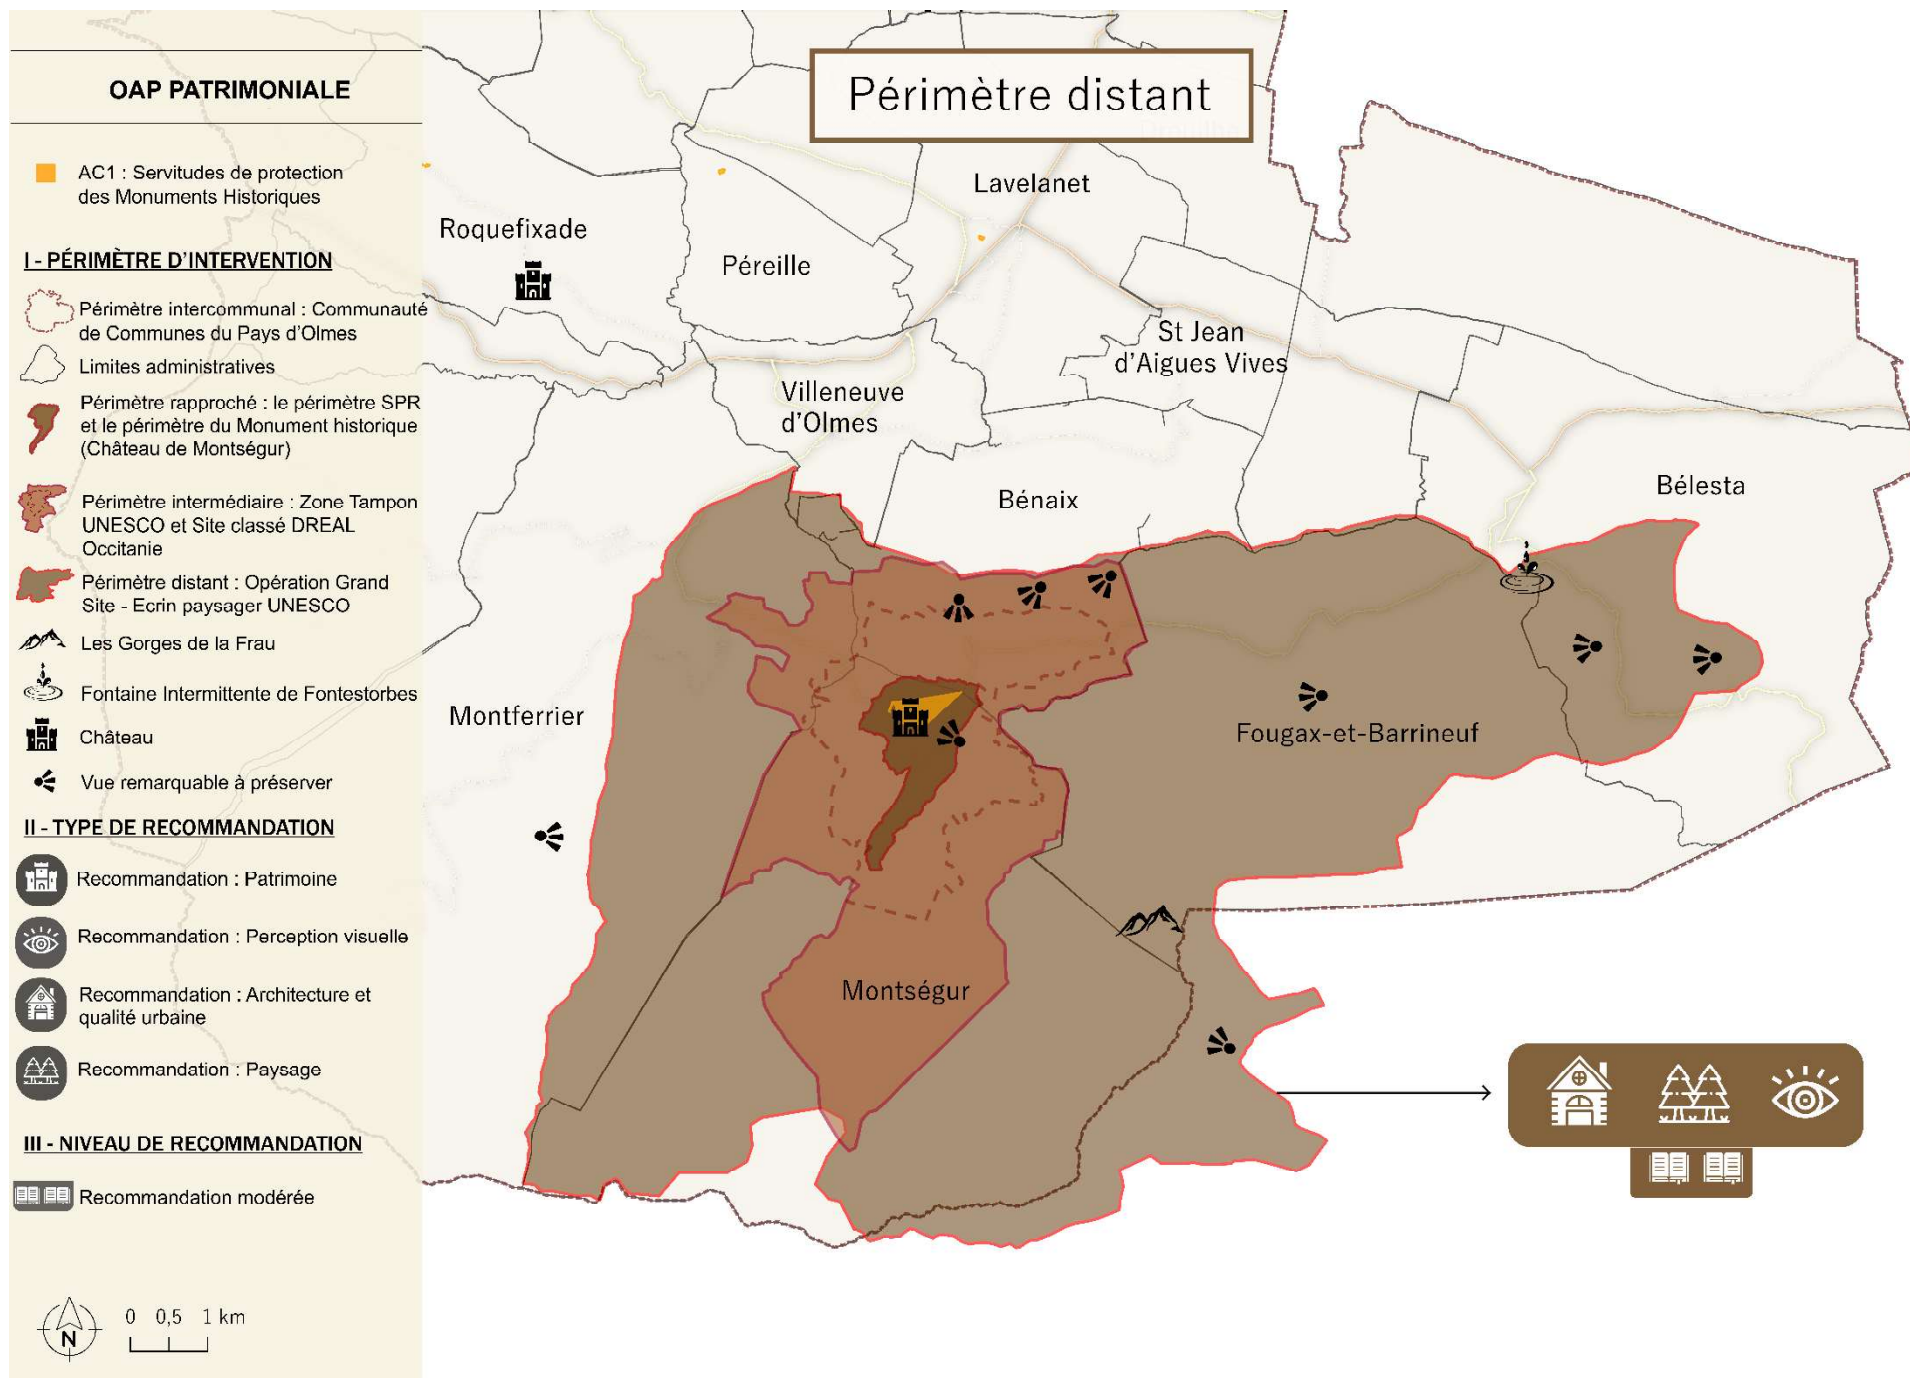 OAP PATRIMONIALE
AC1 : Servitudes de protection
des Monuments Historiques
I - PÉRIMÈTRE D'INTERVENTION
Périmètre intercommunal : Communauté
de Communes du Pays d'Olmes
Limites administratives
Périmètre rapproché : le périmètre SPR
et le périmètre du Monument historique
(Château de Montségur)
Périmètre intermédiaire : Zone Tampon
UNESCO et Site classé DREAL
Occitanie
Périmètre distant : Opération Grand
Site - Ecrin paysager UNESCO
Les Gorges de la Frau
Fontaine Intermittente de Fontestorbes
Château
Vue remarquable à préserver
II - TYPE DE RECOMMANDATION
Recommandation : Patrimoine
Recommandation : Perception visuelle
Recommandation : Architecture et
qualité urbaine
Recommandation : Paysage
III - NIVEAU DE RECOMMANDATION
Recommandation modérée
N
0 0,5 1 km
Périmètre distant
Lavelanet
Roquefixade
Péreille
St Jean
d'Aigues Vives
Villeneuve
d'Olmes
Bénaix
Bélesta
Montferrier
Fougax-et-Barrineuf
Montségur